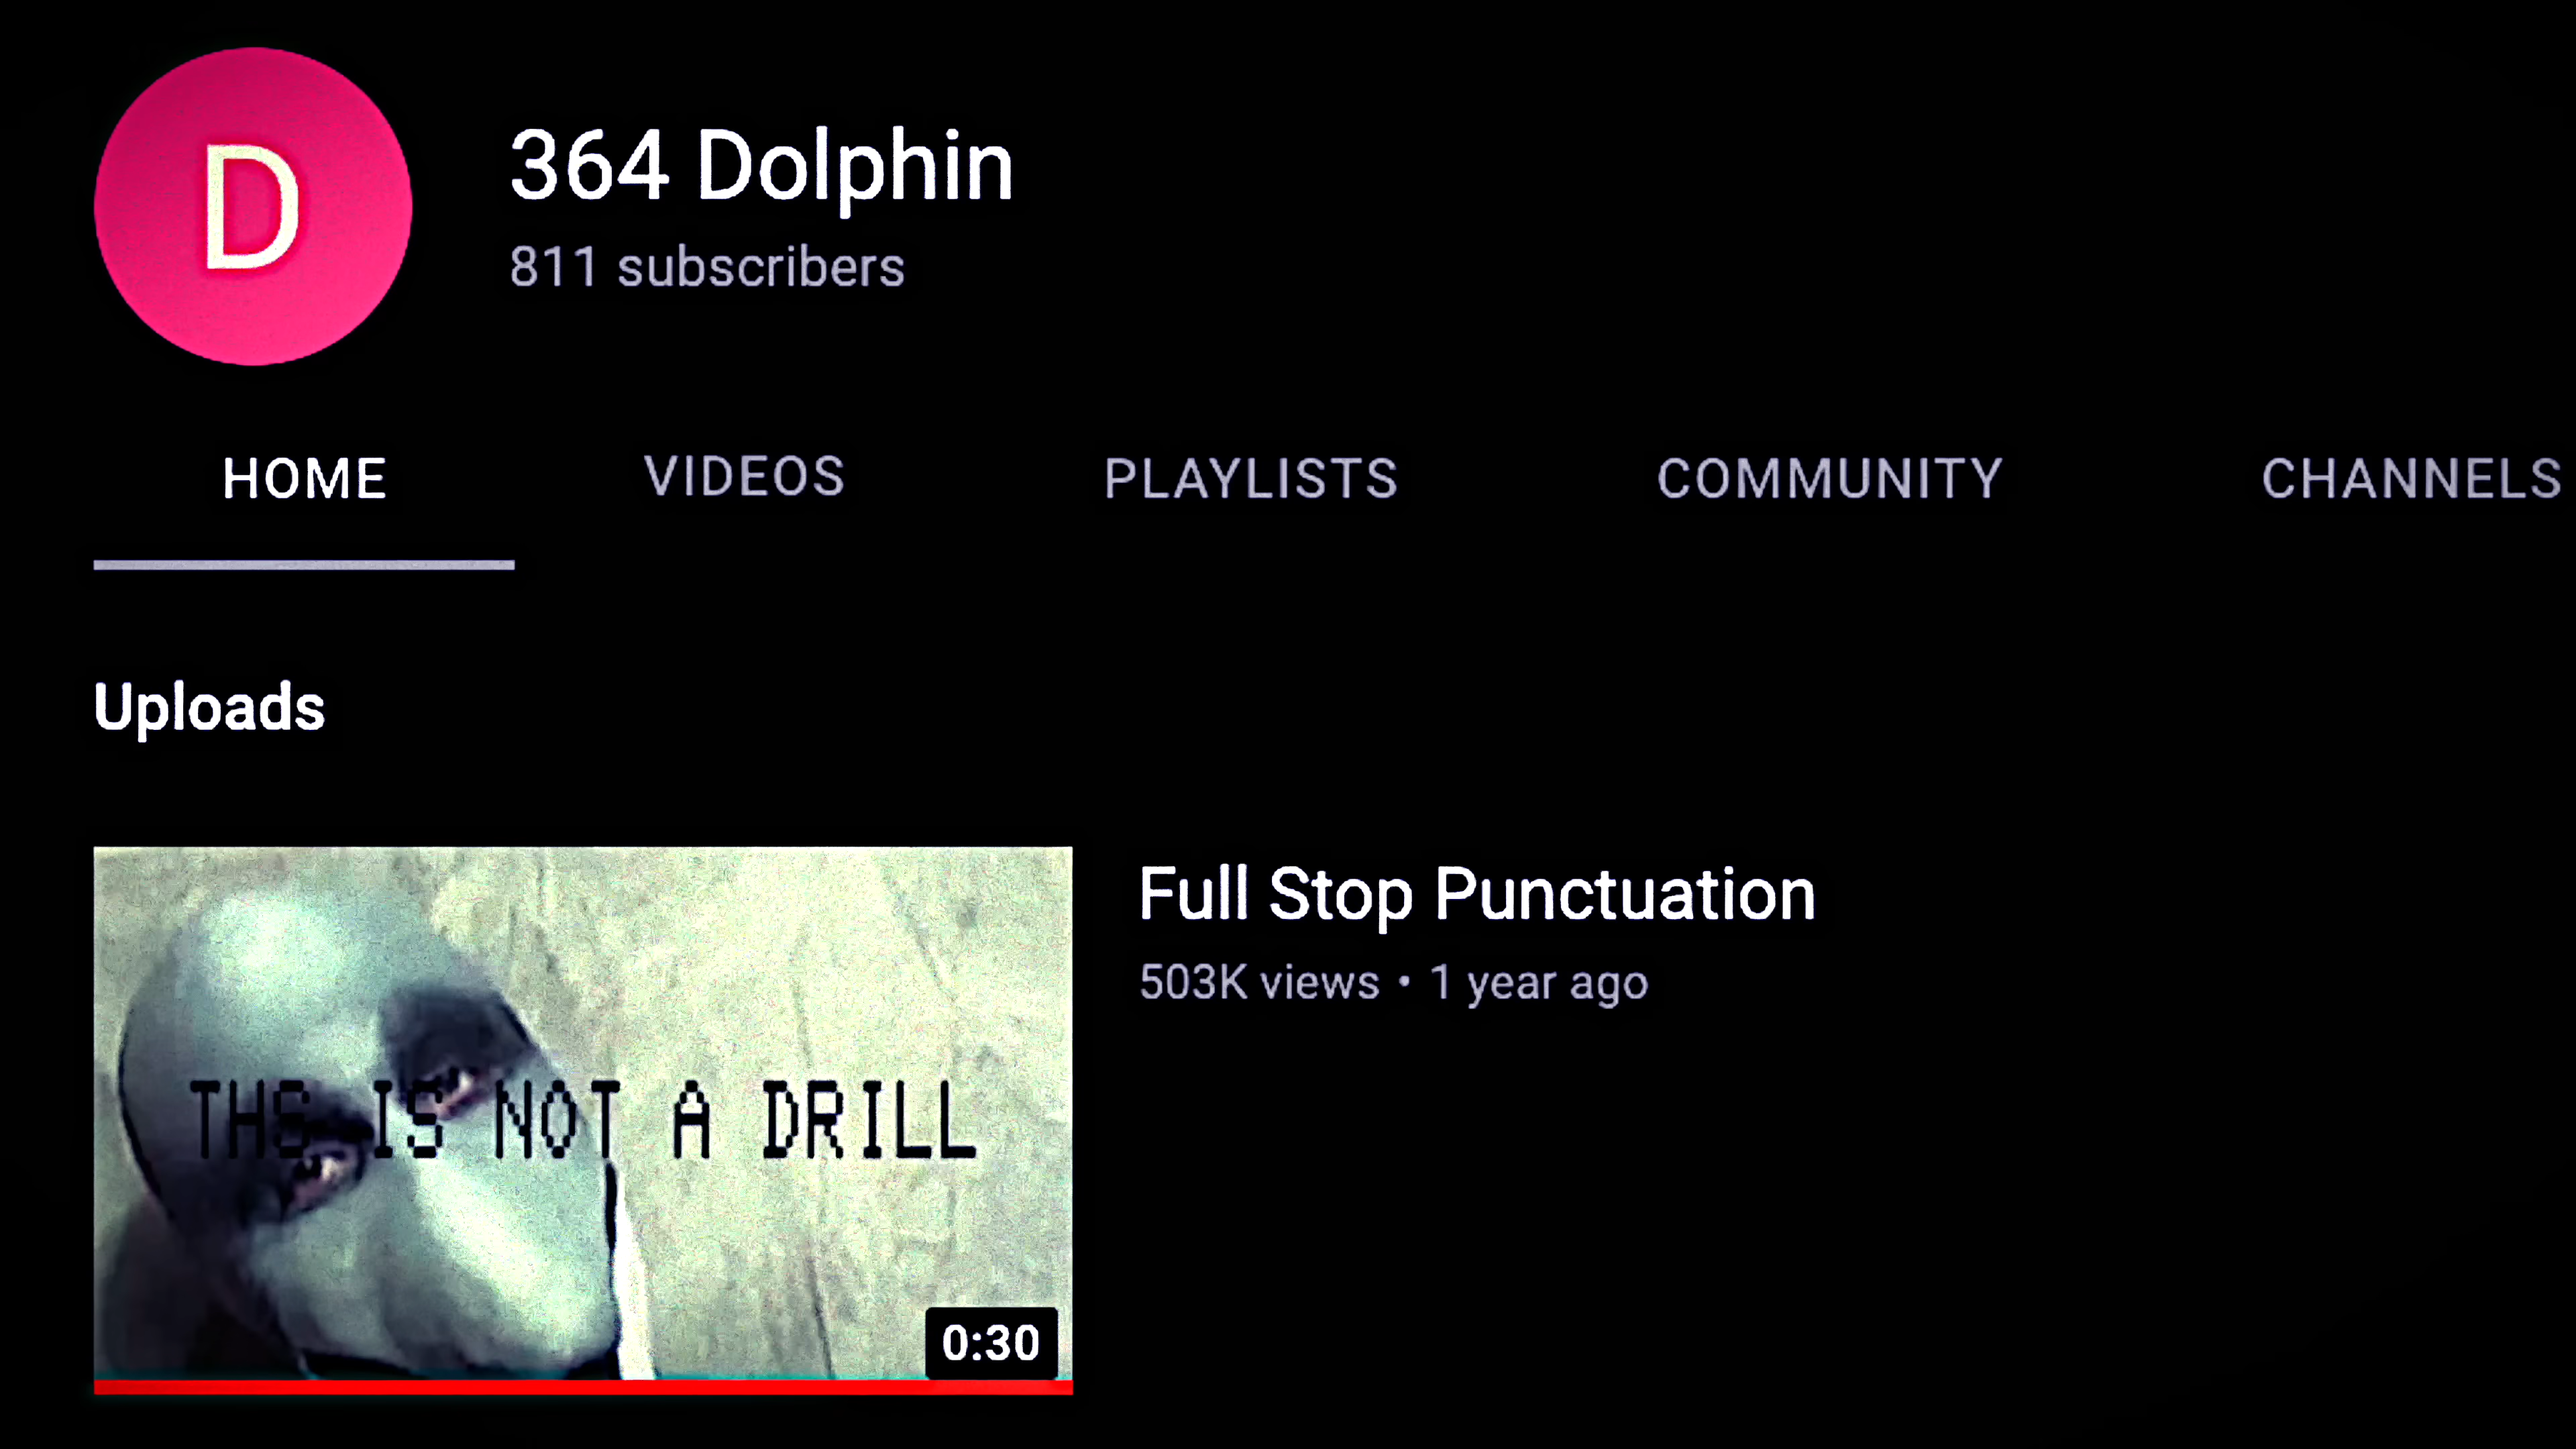 D
364 Dolphin
811 subscribers
HOME VIDEOS PLAYLISTS COMMUNITY CHANNELS
Uploads
Full Stop Punctuation
503K views • 1 year ago
THS IS NOT A DRILL
0:30